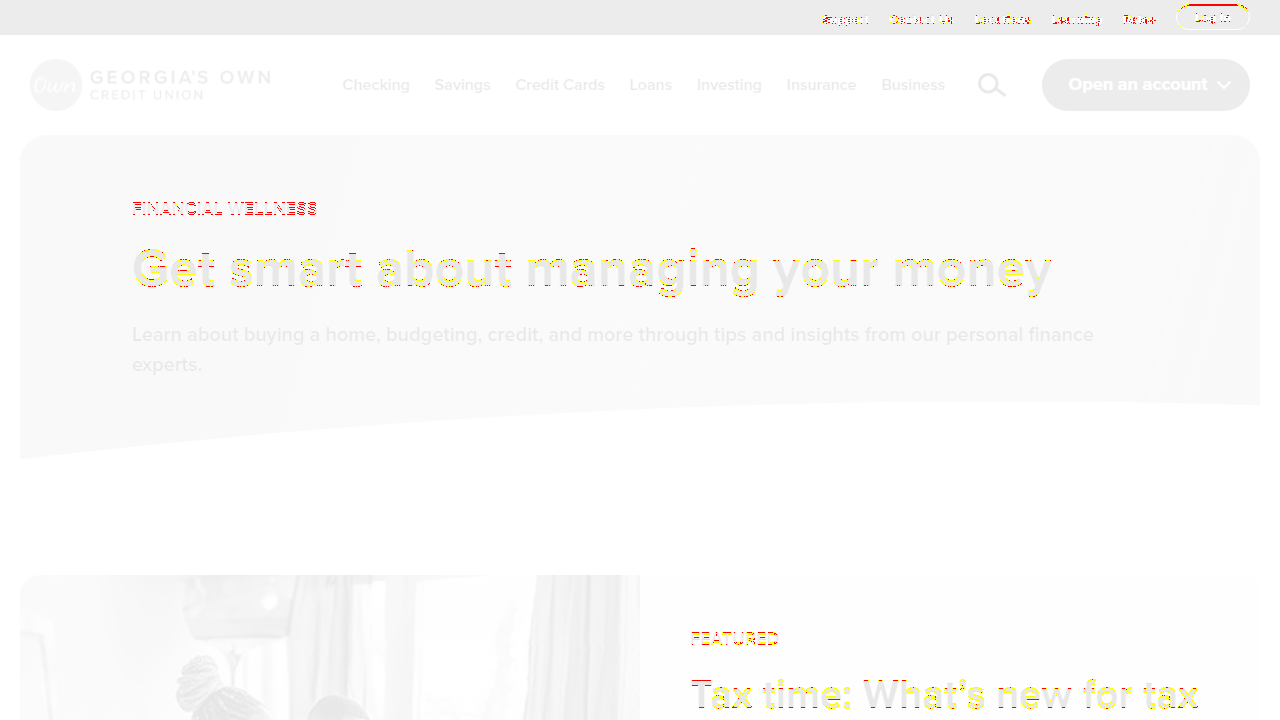 Support Contact Us Locations Learning News Log In
Own GEORGIA'S OWN
CREDIT UNION
Checking Savings Credit Cards Loans Investing Insurance Business Open an account
FINANCIAL WELLNESS
Get smart about managing your money
Learn about buying a home, budgeting, credit, and more through tips and insights from our personal finance
experts.
FEATURED
Tax time: What's new for tax